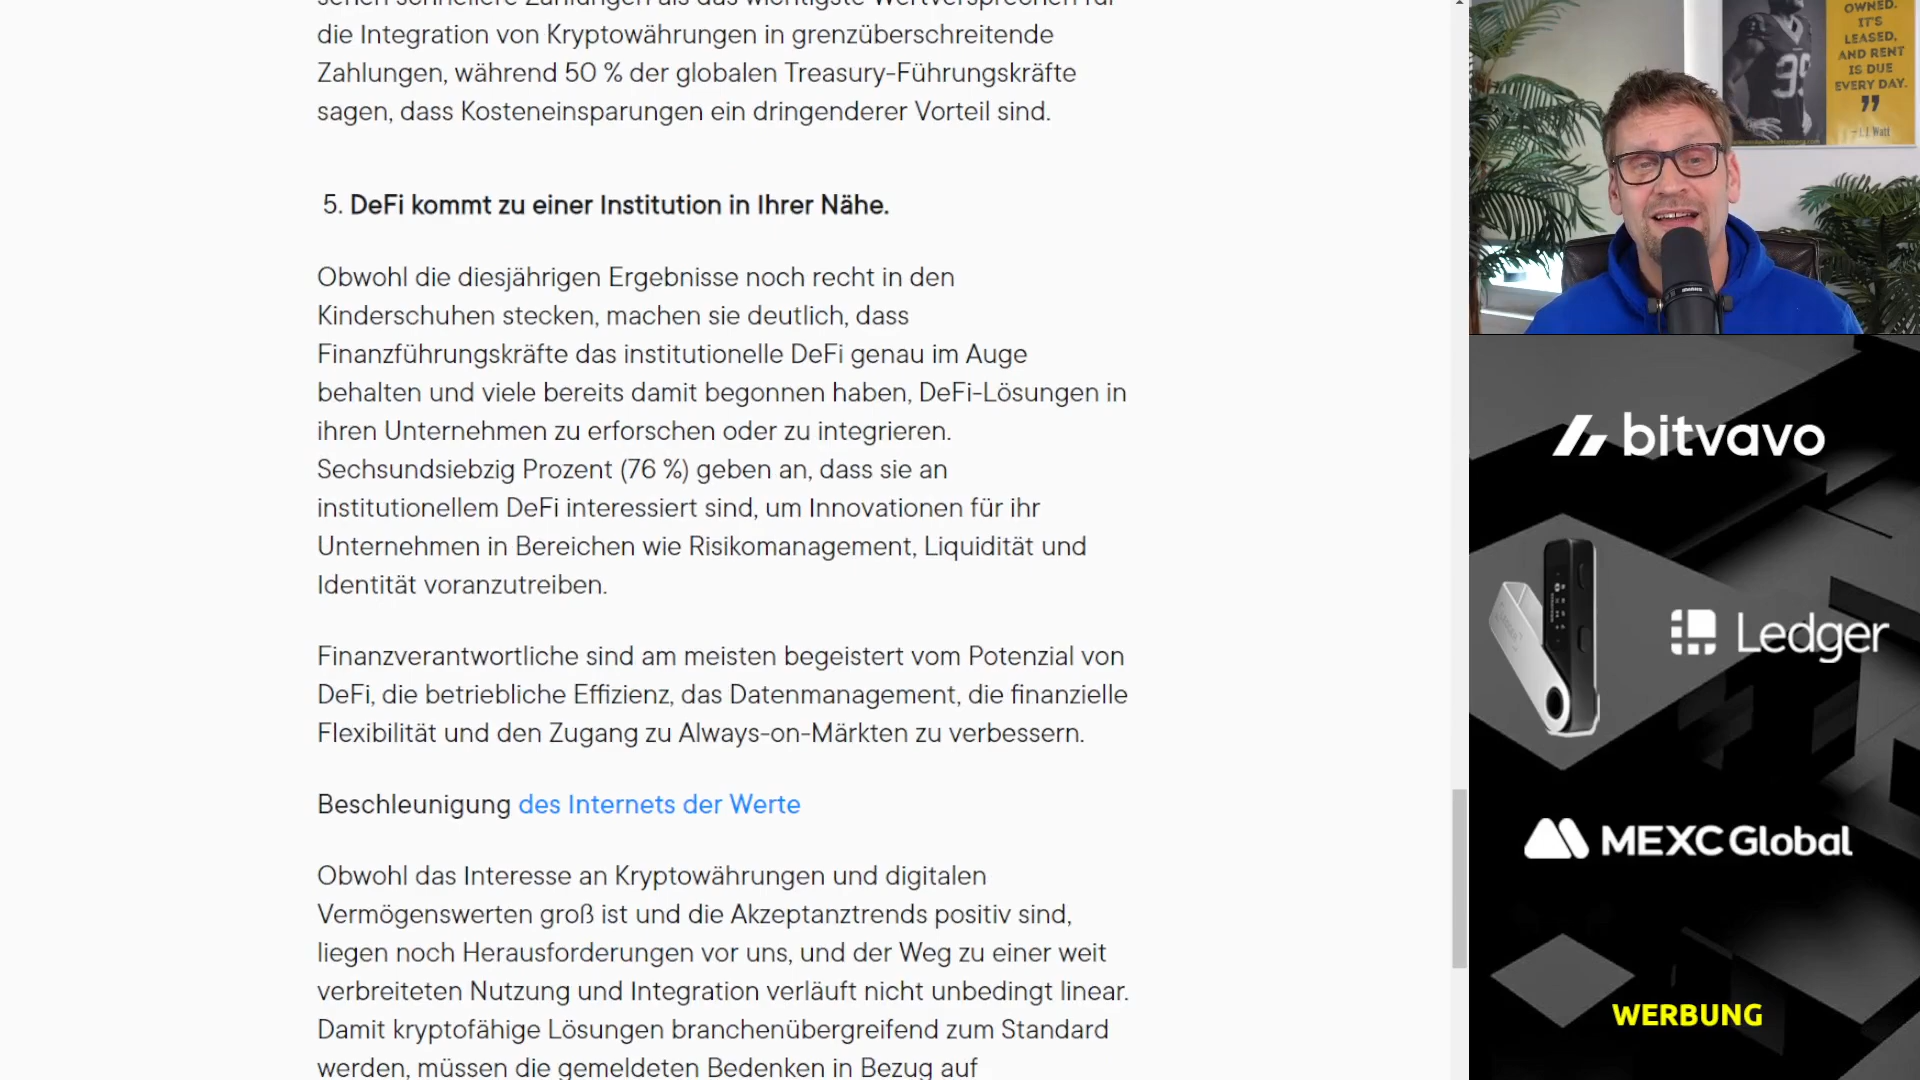 die Integration von Kryptowährungen in grenzüberschreitende
Zahlungen, während 50 % der globalen Treasury-Führungskräfte
sagen, dass Kosteneinsparungen ein dringenderer Vorteil sind.
5. DeFi kommt zu einer Institution in Ihrer Nähe.
Obwohl die diesjährigen Ergebnisse noch recht in den
Kinderschuhen stecken, machen sie deutlich, dass
Finanzführungskräfte das institutionelle DeFi genau im Auge
behalten und viele bereits damit begonnen haben, DeFi-Lösungen in
ihren Unternehmen zu erforschen oder zu integrieren.
Sechsundsiebzig Prozent (76 %) geben an, dass sie an
institutionellem DeFi interessiert sind, um Innovationen für ihr
Unternehmen in Bereichen wie Risikomanagement, Liquidität und
Identität voranzutreiben.
Finanzverantwortliche sind am meisten begeistert vom Potenzial von
DeFi, die betriebliche Effizienz, das Datenmanagement, die finanzielle
Flexibilität und den Zugang zu Always-on-Märkten zu verbessern.
Beschleunigung des Internets der Werte
Obwohl das Interesse an Kryptowährungen und digitalen
Vermögenswerten groß ist und die Akzeptanztrends positiv sind,
liegen noch Herausforderungen vor uns, und der Weg zu einer weit
verbreiteten Nutzung und Integration verläuft nicht unbedingt linear.
Damit kryptofähige Lösungen branchenübergreifend zum Standard
werden, müssen die gemeldeten Bedenken in Bezug auf
OWNED.
IT'S
LEASED,
AND RENT
IS DUE
EVERY DAY.
”
– J.J. Watt
99
bitvavo
Ledger
MEXC Global
WERBUNG